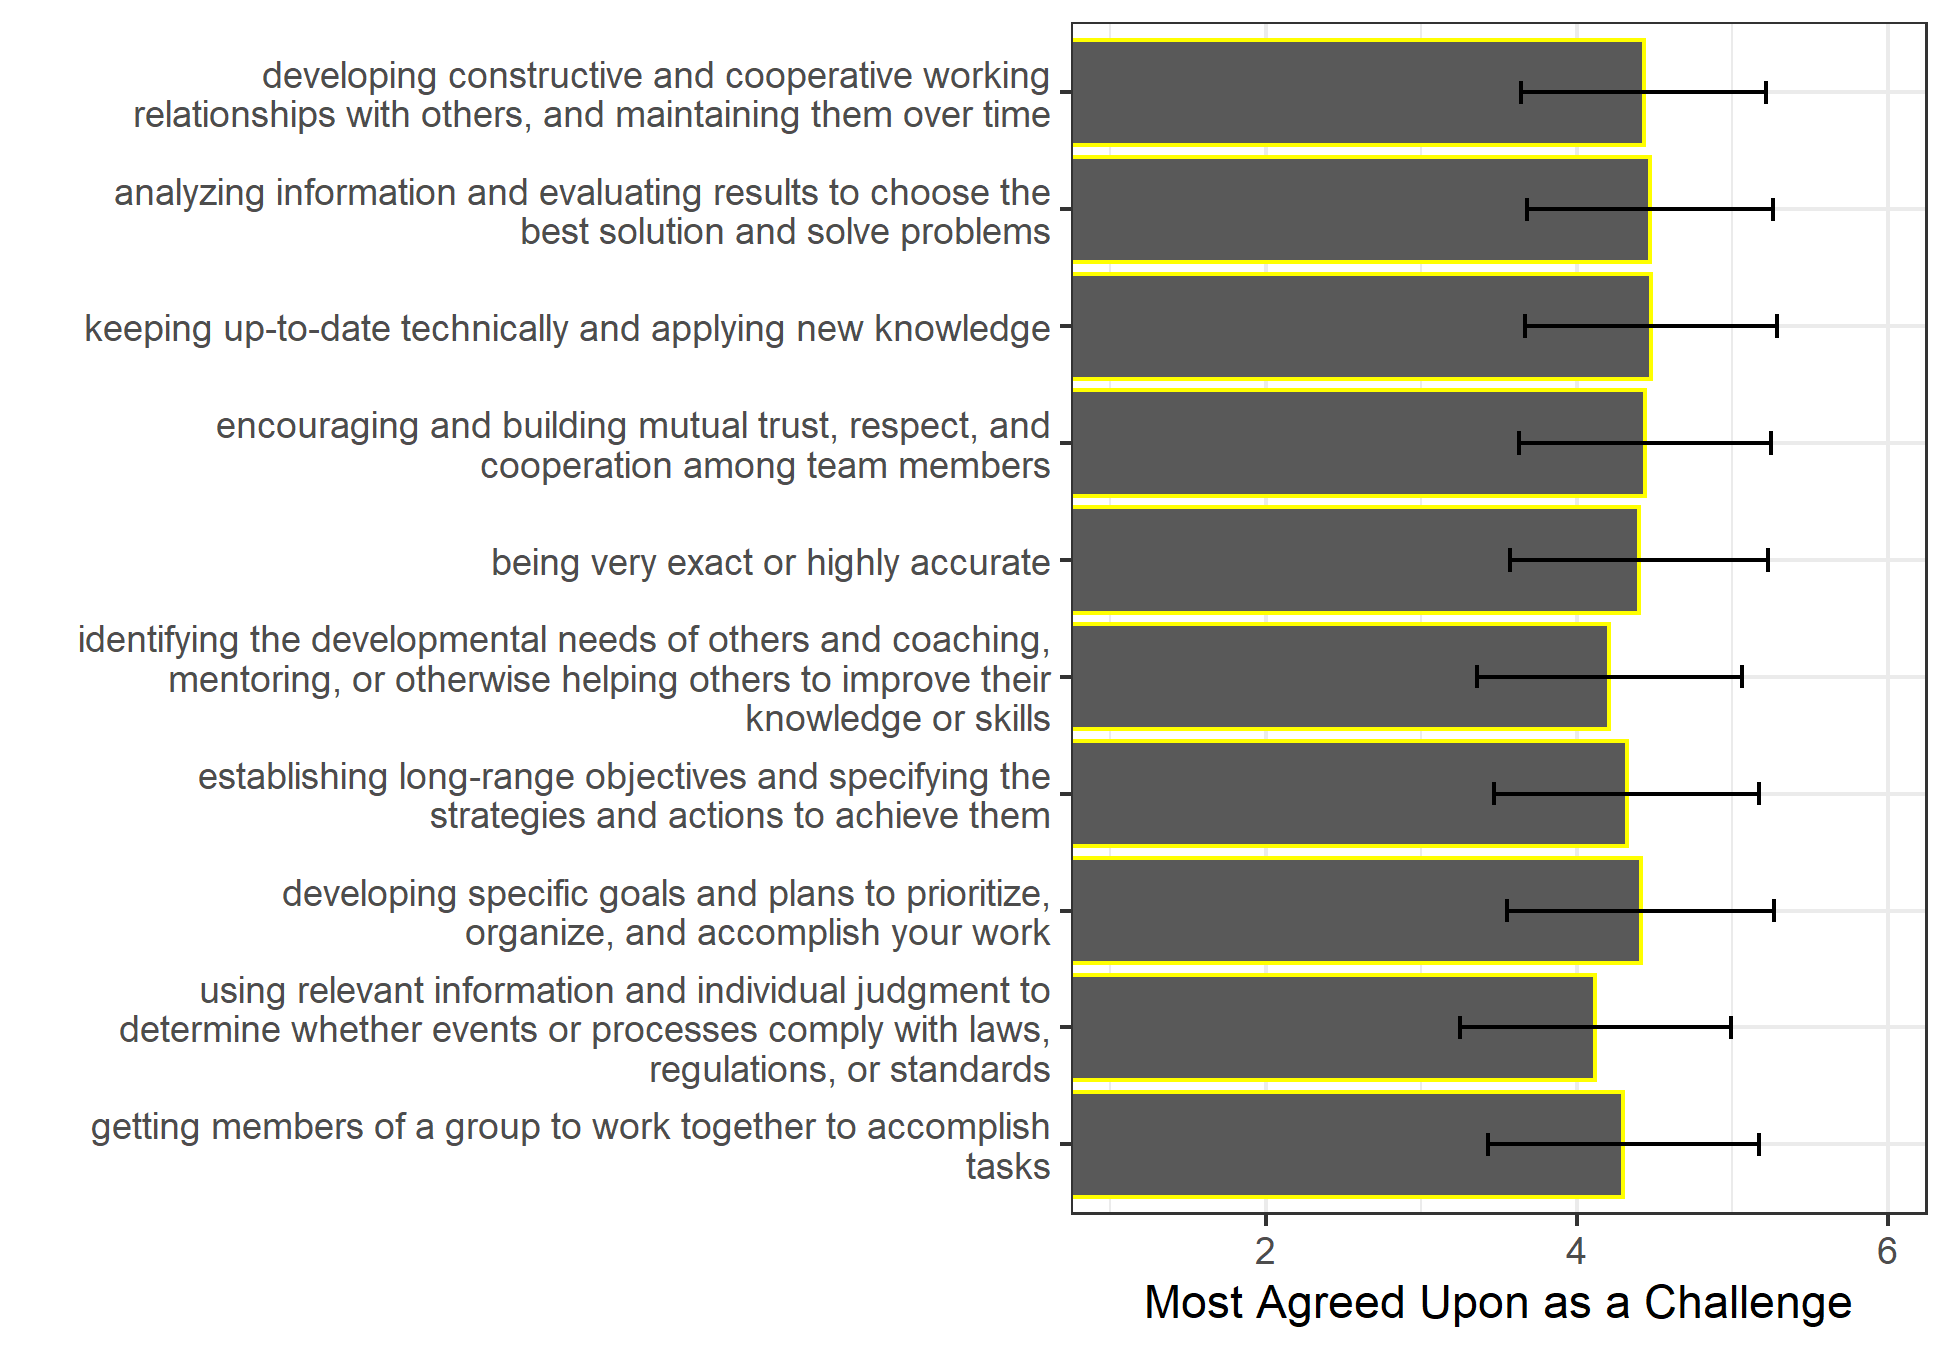 developing constructive and cooperative working
relationships with others, and maintaining them over time
analyzing information and evaluating results to choose the
best solution and solve problems
keeping up-to-date technically and applying new knowledge
encouraging and building mutual trust, respect, and
cooperation among team members
being very exact or highly accurate
identifying the developmental needs of others and coaching,
mentoring, or otherwise helping others to improve their
knowledge or skills
establishing long-range objectives and specifying the
strategies and actions to achieve them
developing specific goals and plans to prioritize,
organize, and accomplish your work
using relevant information and individual judgment to
determine whether events or processes comply with laws,
regulations, or standards
getting members of a group to work together to accomplish
tasks
2 4 6
Most Agreed Upon as a Challenge